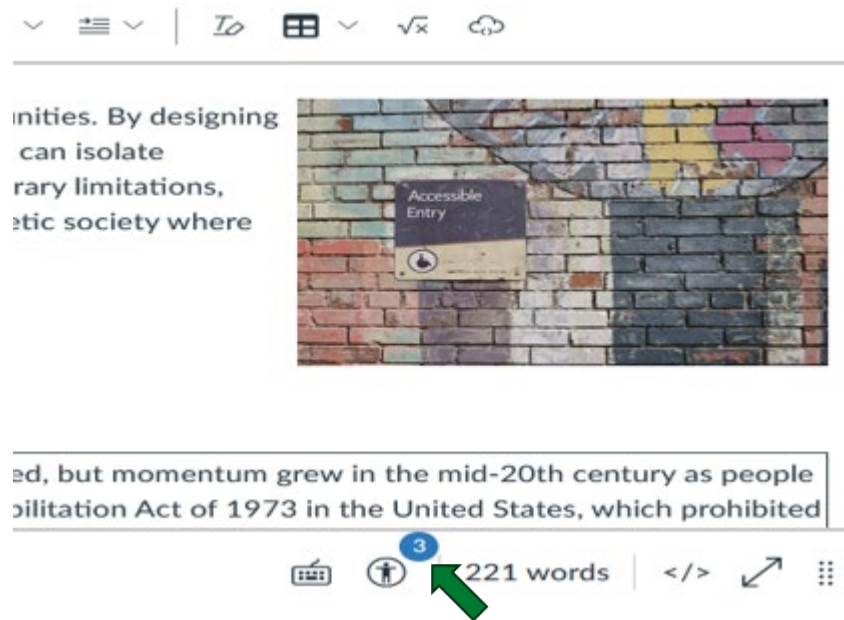 unities. By designing
can isolate
rary limitations,
etic society where
Accessible
Entry
ed, but momentum grew in the mid-20th century as people
bilitation Act of 1973 in the United States, which prohibited
3
221 words
</>